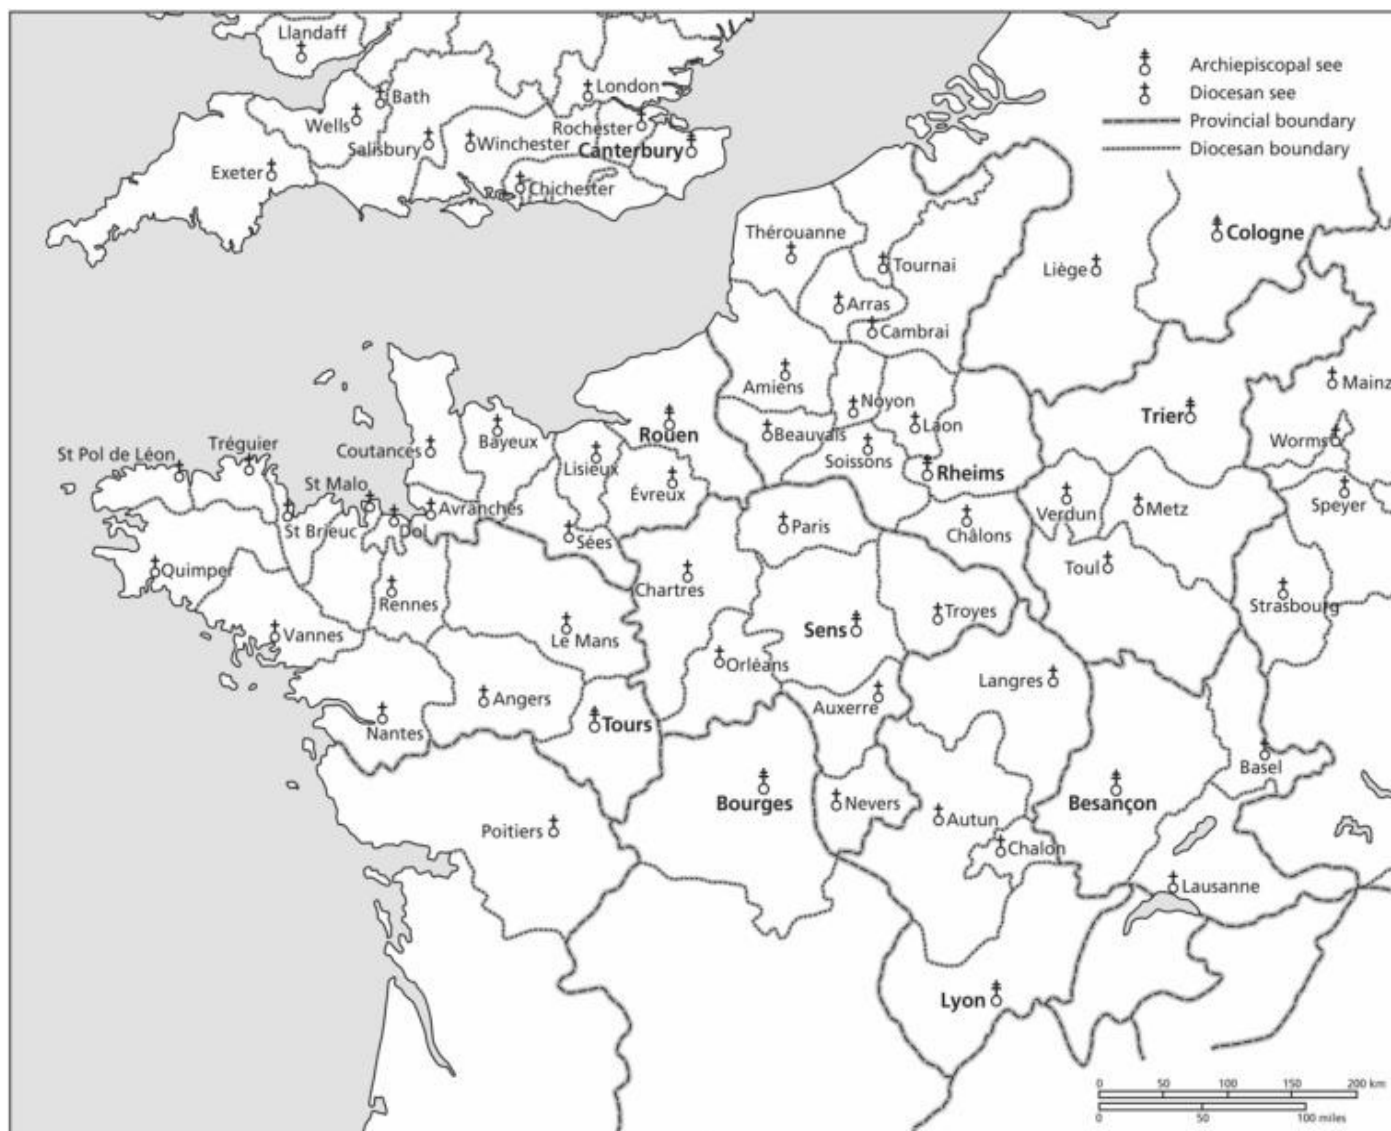 Llandaff
Bath
Wells
London
Rochester
Salisbury
Winchester
Canterbury
Exeter
Chichester
Archiepiscopal see
Diocesan see
Provincial boundary
Diocesan boundary
Thérouanne
Tournai
Liège
Cologne
Arras
Cambrai
Amiens
Noyon
Laon
Trier
Mainz
Rouen
Beauvais
Soissons
Rheims
Worms
Coutances
Bayeux
Lisieux
Évreux
St Pol de Léon
Tréguier
St Malo
Avranches
Verdun
Metz
Speyer
St Brieuc
Dol
Sées
Paris
Châlons
Toul
Quimper
Rennes
Chartres
Strasbourg
Vannes
Le Mans
Sens
Troyes
Orléans
Langres
Angers
Auxerre
Nantes
Tours
Basel
Bourges
Nevers
Besançon
Poitiers
Autun
Chalon
Lausanne
Lyon
0 50 100 150 200 km
0 50 100 miles